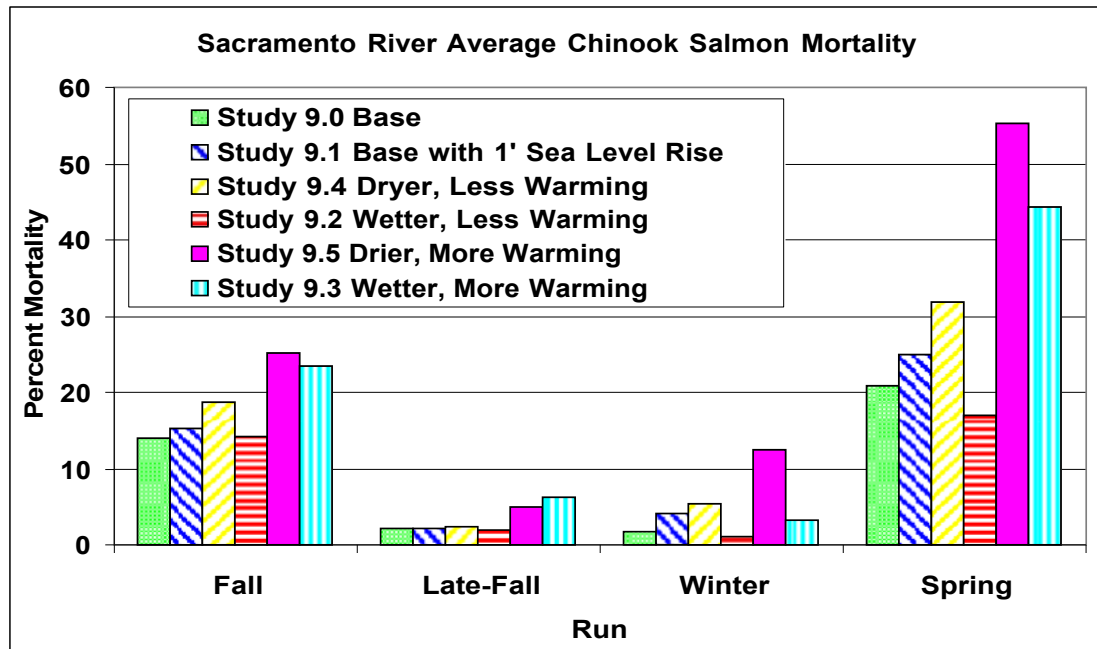 Sacramento River Average Chinook Salmon Mortality
60
50
40
30
20
10
0
Percent Mortality
Study 9.0 Base
Study 9.1 Base with 1' Sea Level Rise
Study 9.4 Dryer, Less Warming
Study 9.2 Wetter, Less Warming
Study 9.5 Drier, More Warming
Study 9.3 Wetter, More Warming
Fall Late-Fall Winter Spring
Run